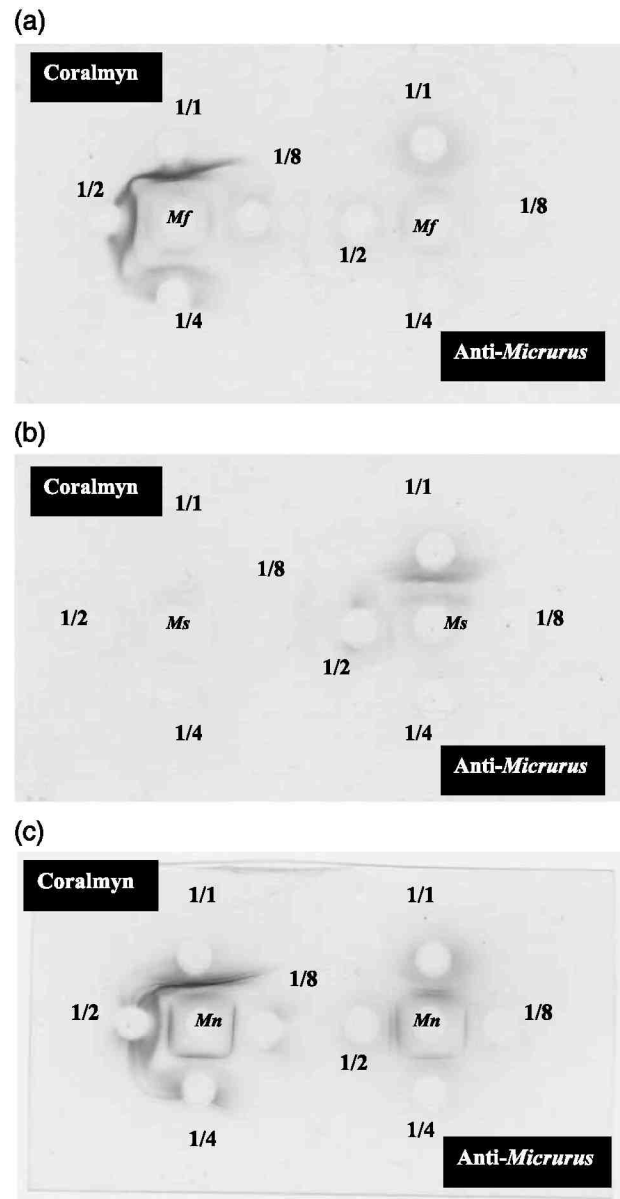 (a)
Coralmyn
1/1 1/1
1/8
1/2 Mf Mf 1/8
1/2
1/4 1/4
Anti-Micrurus
(b)
Coralmyn
1/1 1/1
1/8
1/2 Ms Ms 1/8
1/2
1/4 1/4
Anti-Micrurus
(c)
Coralmyn
1/1 1/1
1/8
1/2 Mn Mn 1/8
1/2
1/4 1/4
Anti-Micrurus